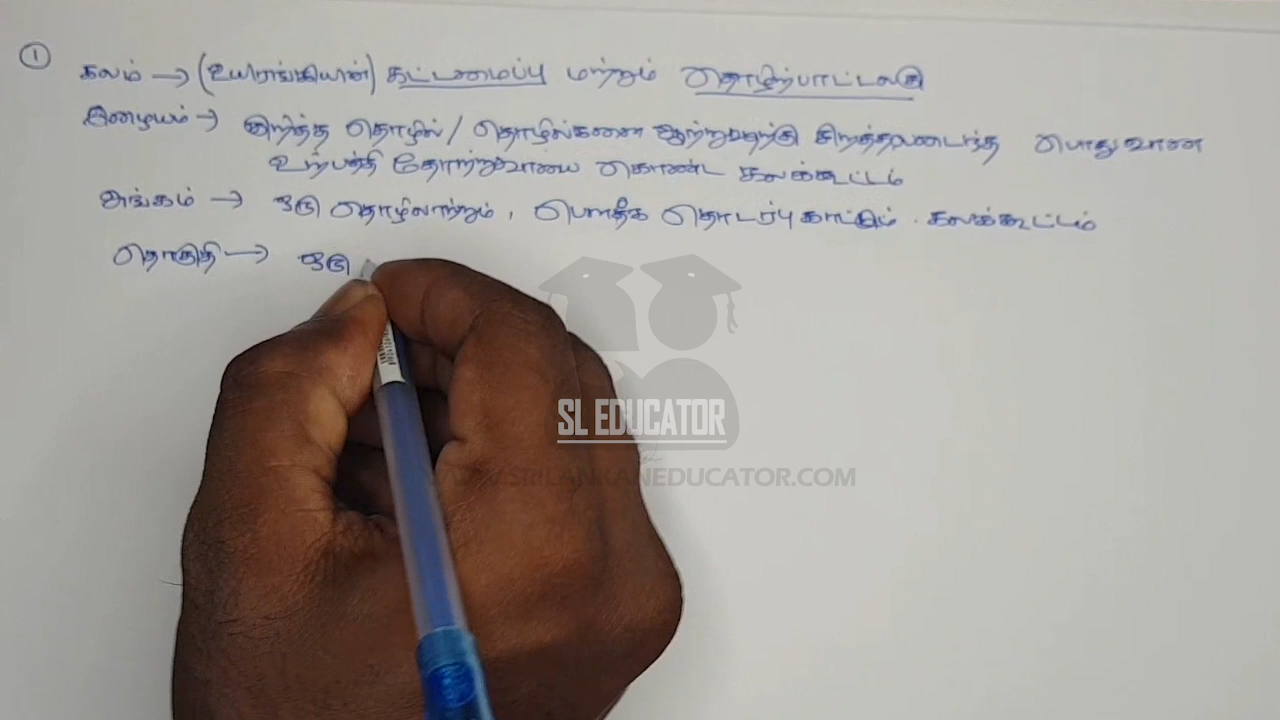 ①
கலம் → (உயிரங்கியின்) கட்டமைப்பு மற்றும் தொழிற்பாட்டலகு
இழையம் → குறித்த தொழில் / தொழில்களை ஆற்றுவதற்கு சிறத்தலடைந்த பொதுவான
உற்பத்தி தோற்றுவாயை கொண்ட கலக்கூட்டம்
அங்கம் → ஒரு தொழிலாற்றும், பௌதீக தொடர்பு காட்டும் கலக்கூட்டம்
தொகுதி → ஒரு
SL EDUCATOR
WWW.SRILANKANEDUCATOR.COM